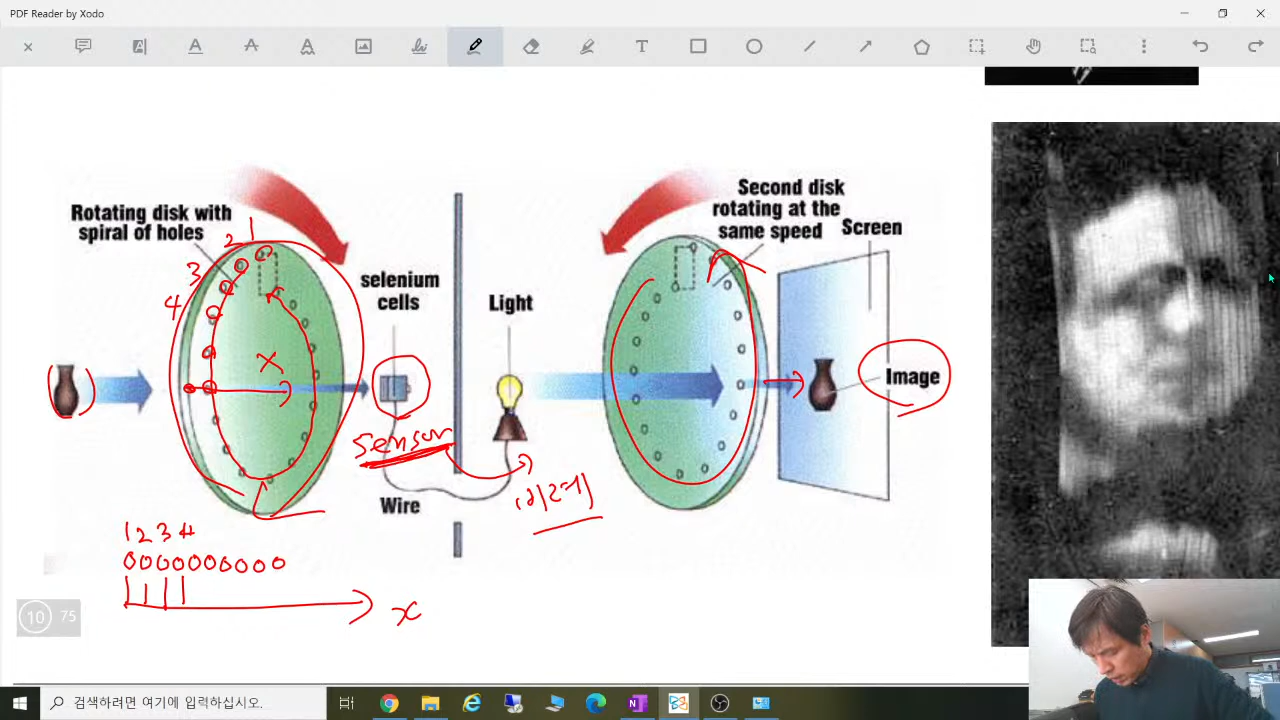 PDF Reader by Xodo
Rotating disk with
spiral of holes
1
2
3
4
X
selenium
cells
Light
Second disk
rotating at the
same speed
Screen
Image
sensor
Wire
1 2 3 4
x
10 75
검색하려면 여기에 입력하십시오.